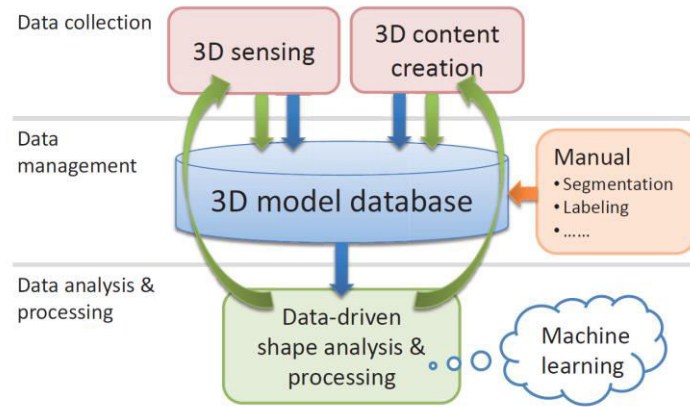 Data collection
3D sensing
3D content
creation
Data
management
3D model database
Manual
• Segmentation
• Labeling
• ......
Data analysis &
processing
Data-driven
shape analysis &
processing
Machine
learning